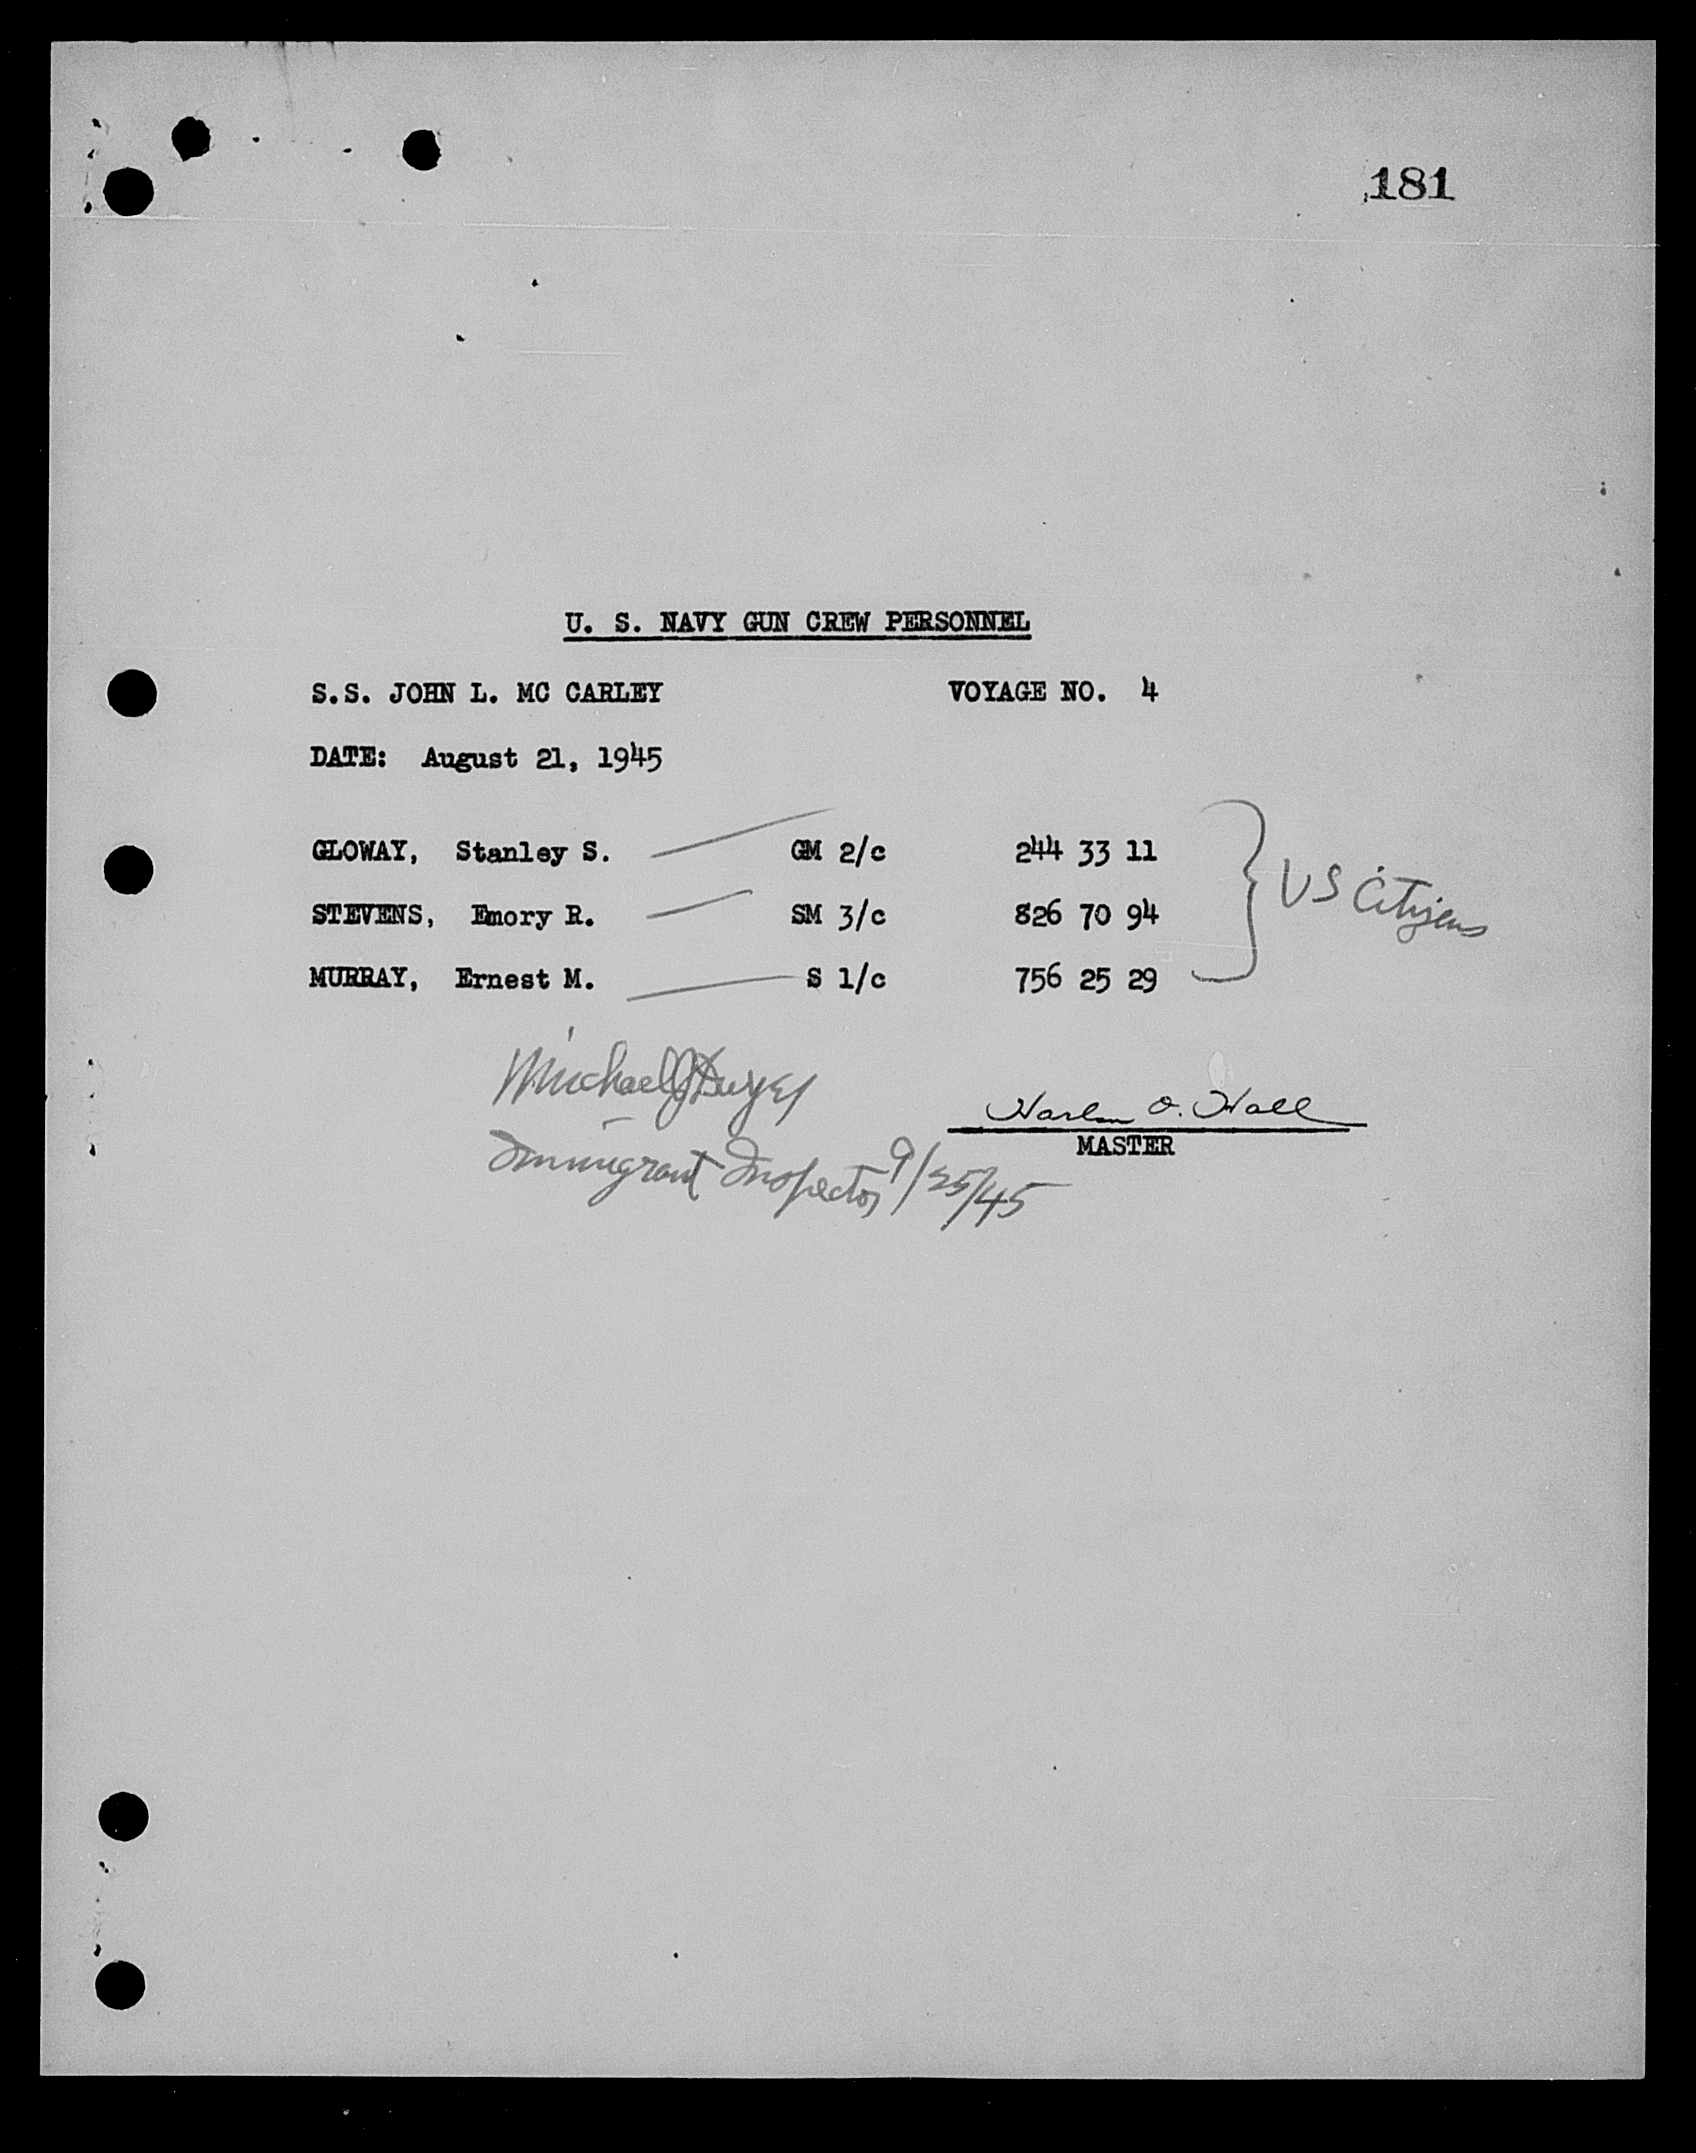 181
U. S. NAVY GUN CREW PERSONNEL
S.S. JOHN L. MC CARLEY VOYAGE NO. 4
DATE: August 21, 1945
GLOWAY, Stanley S. GM 2/c 244 33 11
STEVENS, Emory R. SM 3/c 826 70 94
MURRAY, Ernest M. S 1/c 756 25 29
US Citizens
Michael J Dwyer
Harlan O. Hall
MASTER
Immigrant Inspector 9/25/45